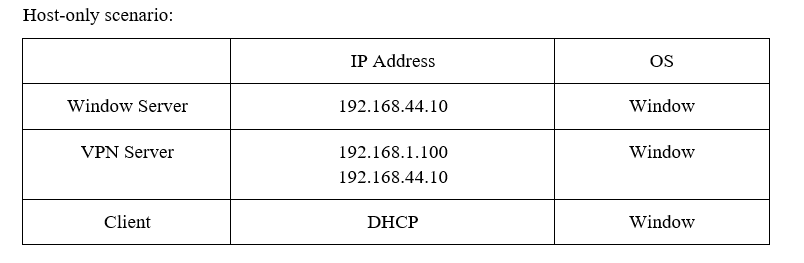 Host-only scenario:
IP Address OS
Window Server 192.168.44.10 Window
VPN Server 192.168.1.100 Window
192.168.44.10
Client DHCP Window